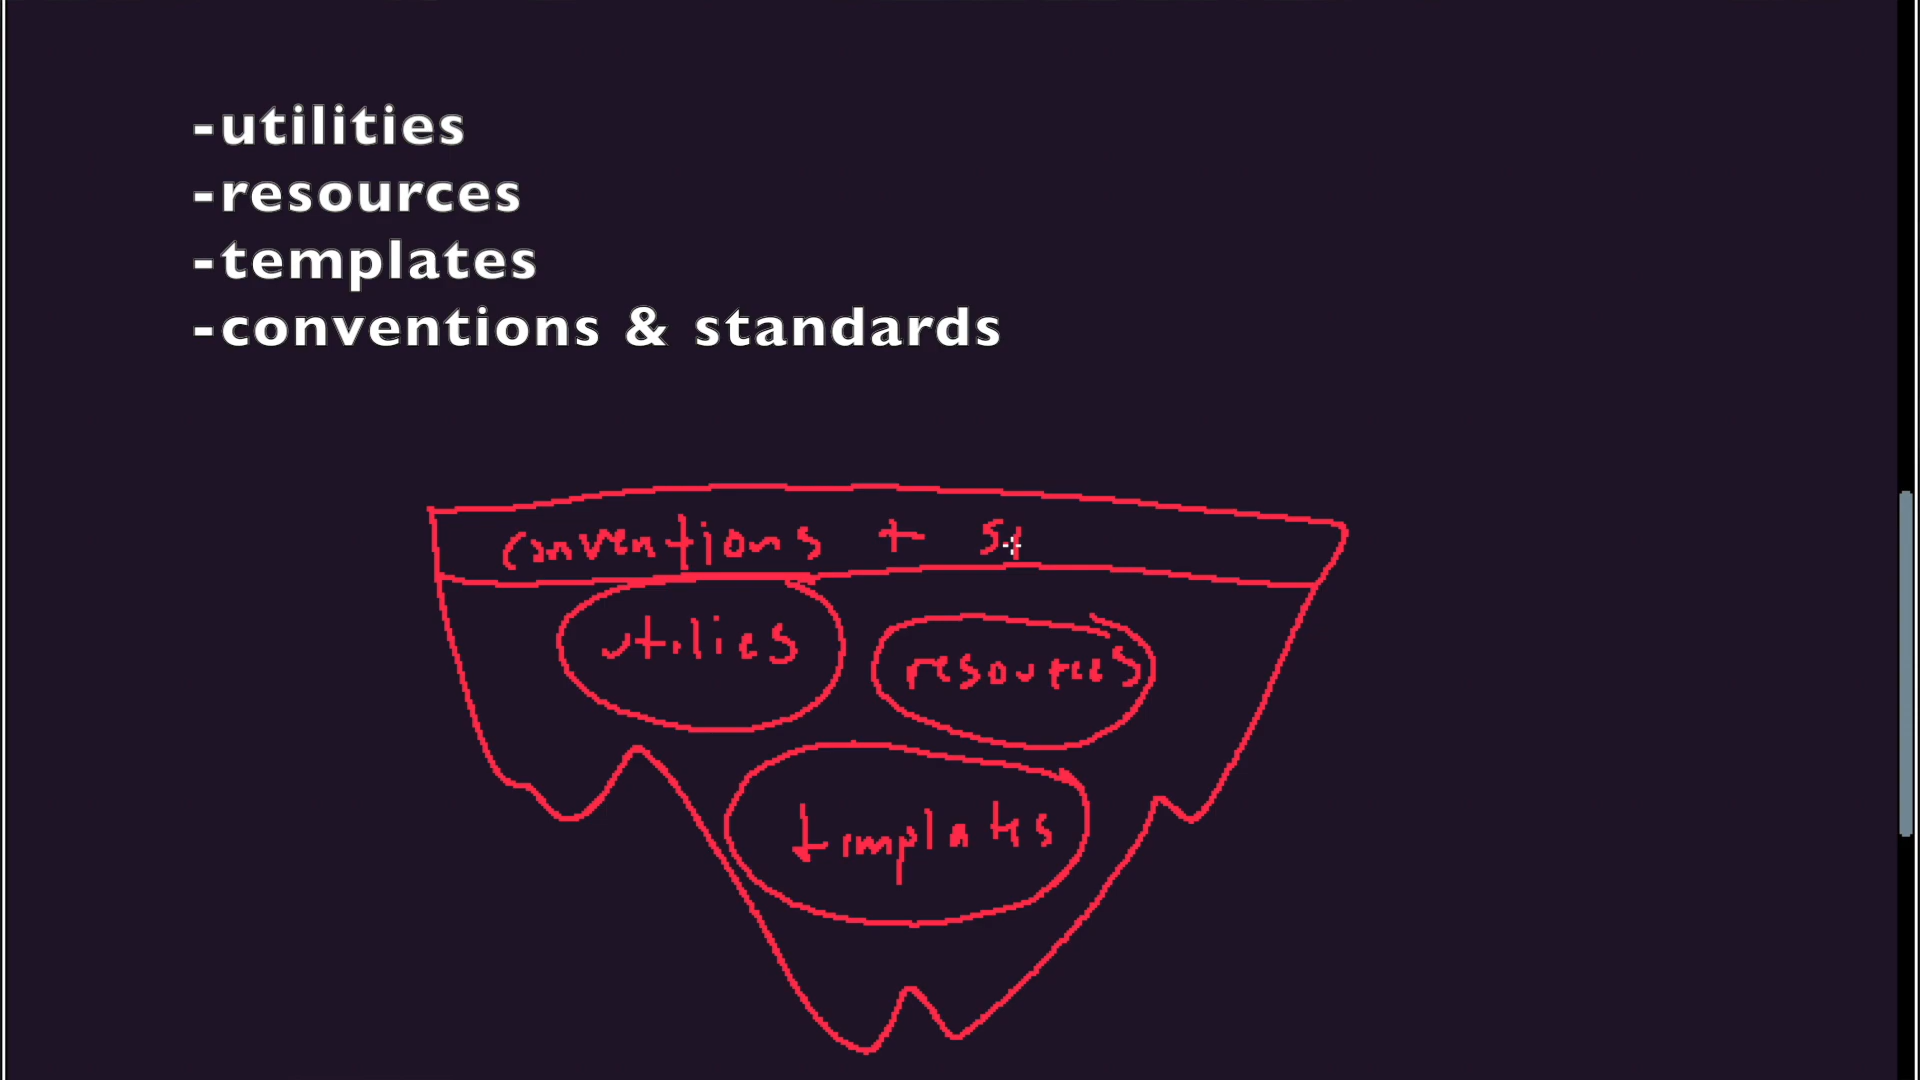 -utilities
-resources
-templates
-conventions & standards
conventions + st
utilies
resources
templates